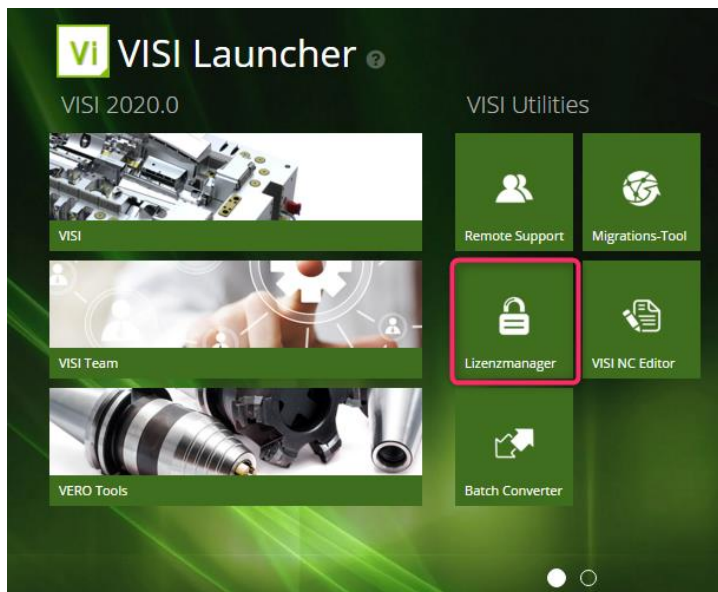 Vi VISI Launcher ?
VISI 2020.0
VISI Utilities
VISI
Remote Support
Migrations-Tool
VISI Team
Lizenzmanager
VISI NC Editor
VERO Tools
Batch Converter